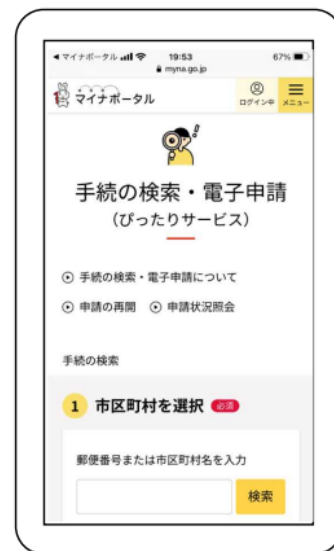 ◀マイナポータル 19:53 67%
myna.go.jp
マイナポータル ログイン中 メニュー
手続の検索・電子申請
（ぴったりサービス）
手続の検索・電子申請について
申請の再開 申請状況照会
手続の検索
1 市区町村を選択 必須
郵便番号または市区町村名を入力
検索